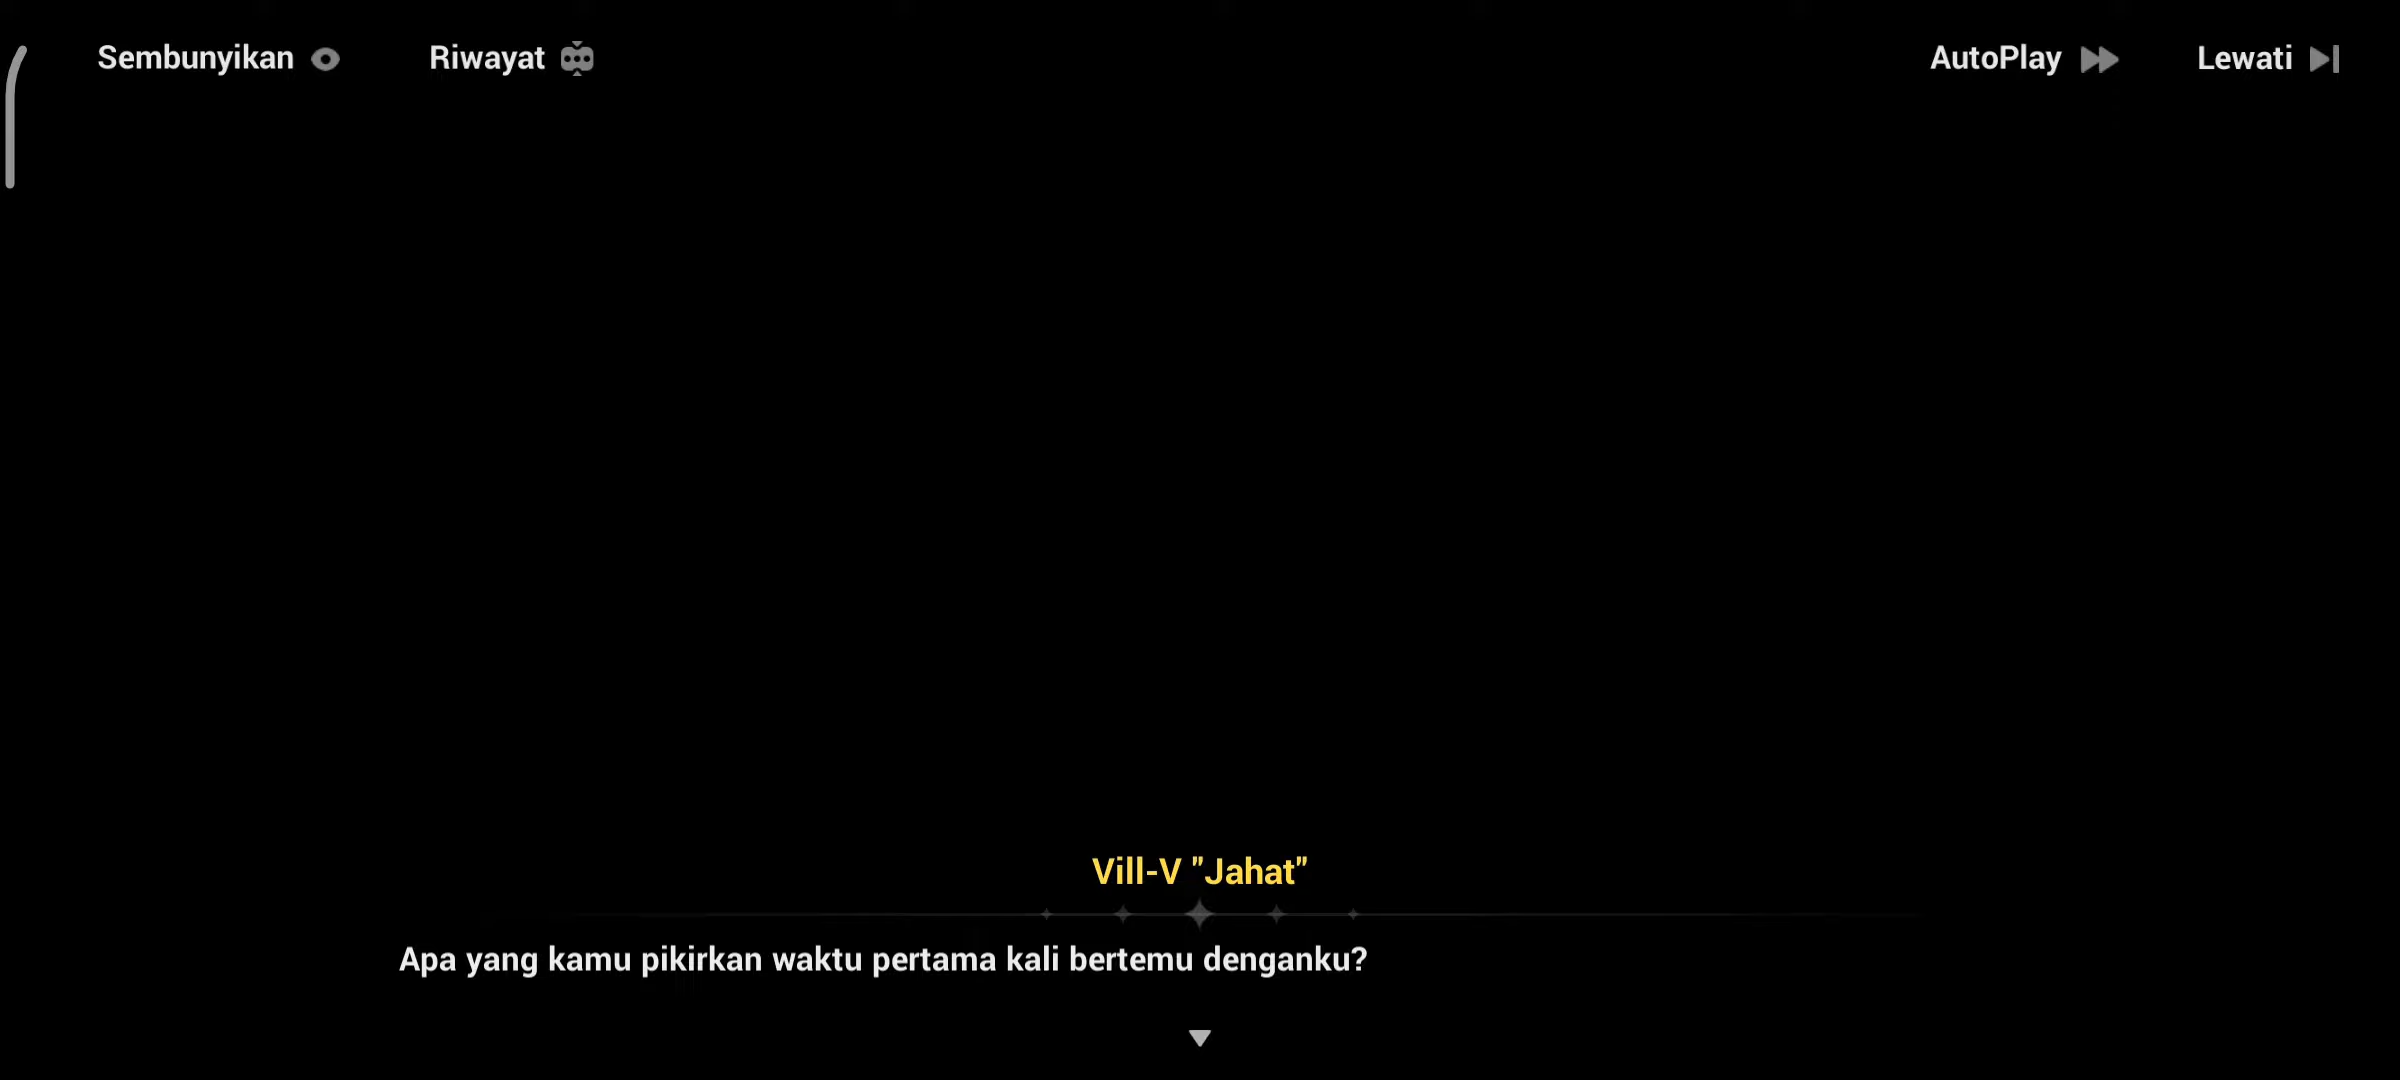 Sembunyikan
Riwayat
AutoPlay
Lewati
Vill-V "Jahat"
Apa yang kamu pikirkan waktu pertama kali bertemu denganku?